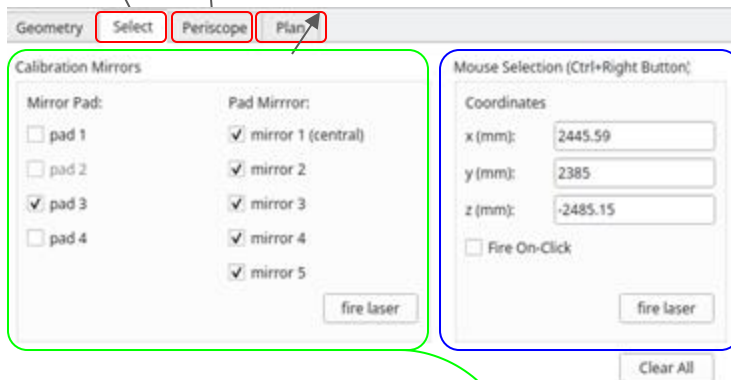 Geometry Select Periscope Plan
Calibration Mirrors
Mirror Pad: Pad Mirrror:
pad 1 mirror 1 (central)
pad 2 mirror 2
pad 3 mirror 3
pad 4 mirror 4
mirror 5
fire laser
Mouse Selection (Ctrl+Right Button)
Coordinates
x (mm): 2445.59
y (mm): 2385
z (mm): -2485.15
Fire On-Click
fire laser
Clear All